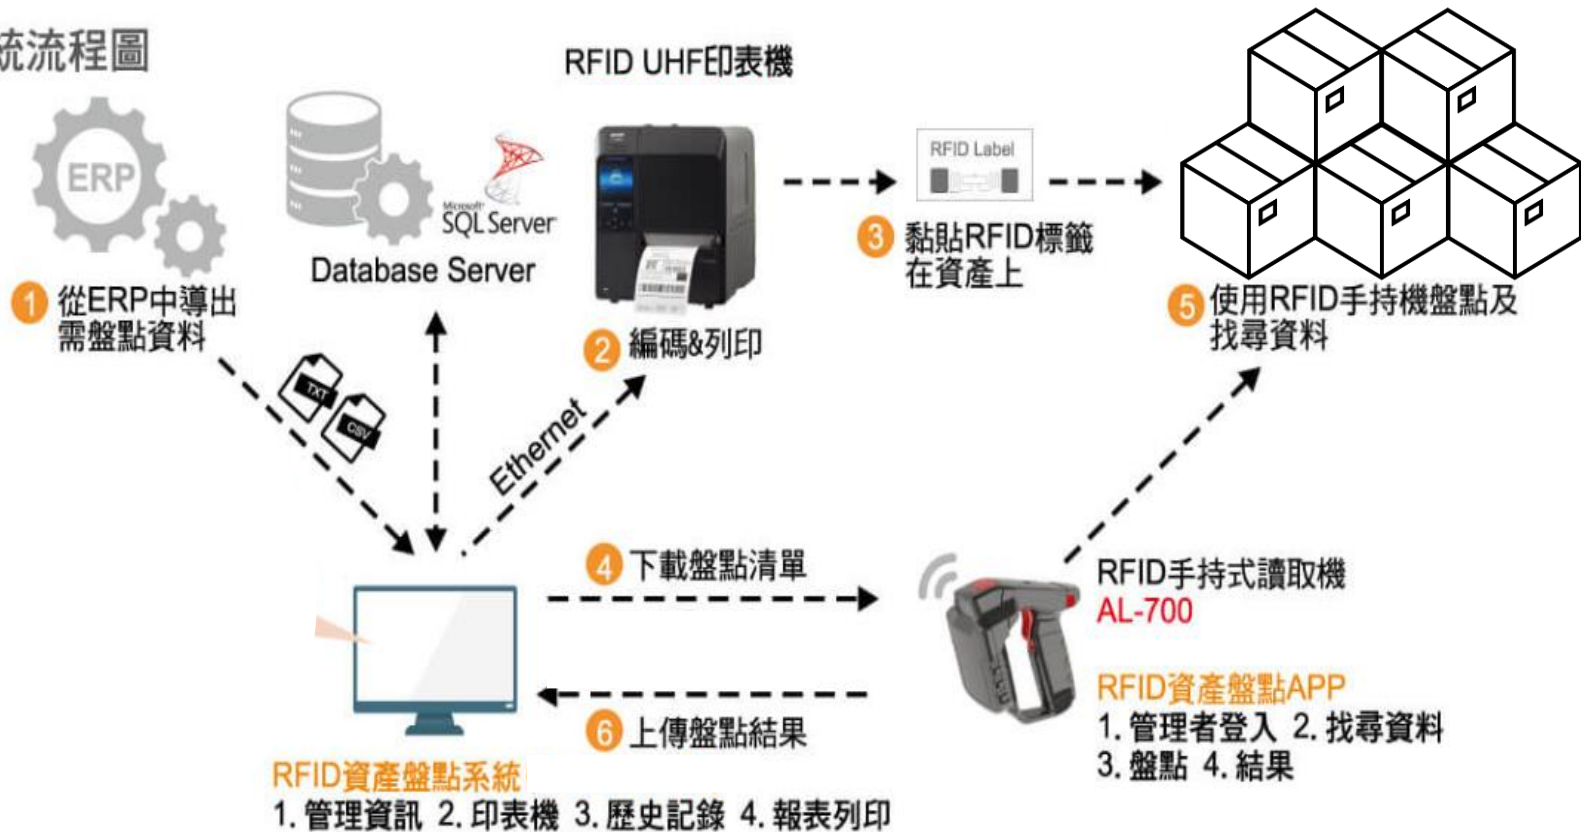 統流程圖
RFID UHF印表機
ERP
Microsoft
SQL Server
Database Server
RFID Label
1 從ERP中導出
需盤點資料
2 編碼&列印
3 黏貼RFID標籤
在資產上
5 使用RFID手持機盤點及
找尋資料
TXT
CSV
Ethernet
4 下載盤點清單
RFID手持式讀取機
AL-700
6 上傳盤點結果
RFID資產盤點APP
1. 管理者登入 2. 找尋資料
3. 盤點 4. 結果
RFID資產盤點系統
1. 管理資訊 2. 印表機 3. 歷史記錄 4. 報表列印